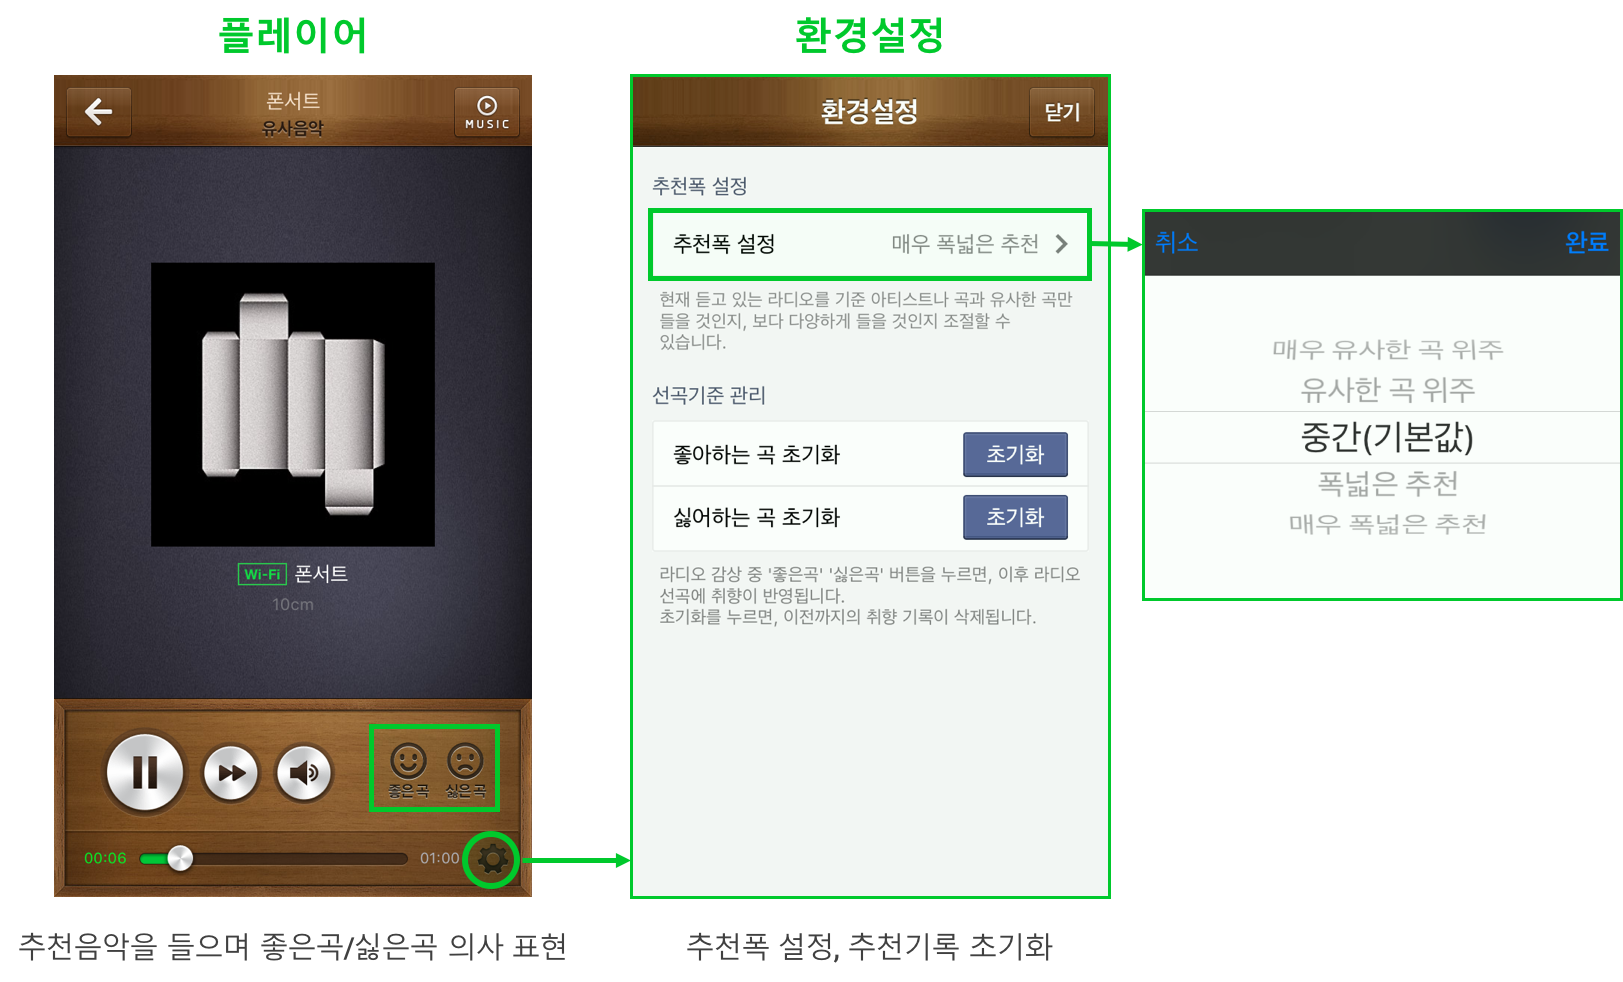 플레이어
폰서트
유사음악
MUSIC
Wi-Fi 폰서트
10cm
좋은곡 싫은곡
00:06
01:00
추천음악을 들으며 좋은곡/싫은곡 의사 표현
환경설정
환경설정
닫기
추천폭 설정
추천폭 설정 매우 폭넓은 추천
현재 듣고 있는 라디오를 기준 아티스트나 곡과 유사한 곡만
들을 것인지, 보다 다양하게 들을 것인지 조절할 수
있습니다.
선곡기준 관리
좋아하는 곡 초기화 초기화
싫어하는 곡 초기화 초기화
라디오 감상 중 '좋은곡' '싫은곡' 버튼을 누르면, 이후 라디오
선곡에 취향이 반영됩니다.
초기화를 누르면, 이전까지의 취향 기록이 삭제됩니다.
추천폭 설정, 추천기록 초기화
취소 완료
매우 유사한 곡 위주
유사한 곡 위주
중간(기본값)
폭넓은 추천
매우 폭넓은 추천